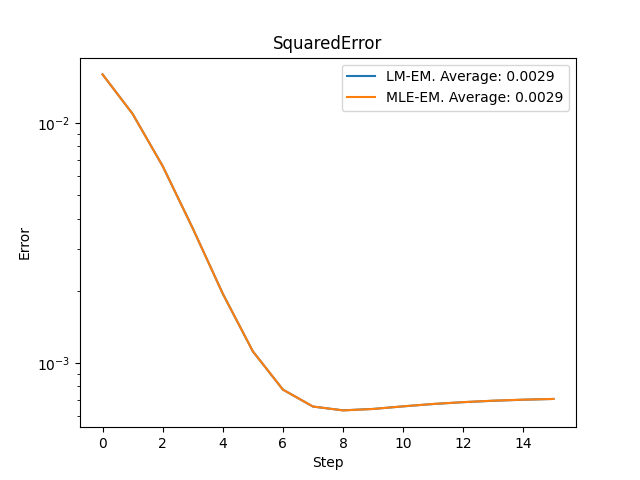 SquaredError
LM-EM. Average: 0.0029
MLE-EM. Average: 0.0029
10⁻²
10⁻³
Error
0 2 4 6 8 10 12 14
Step